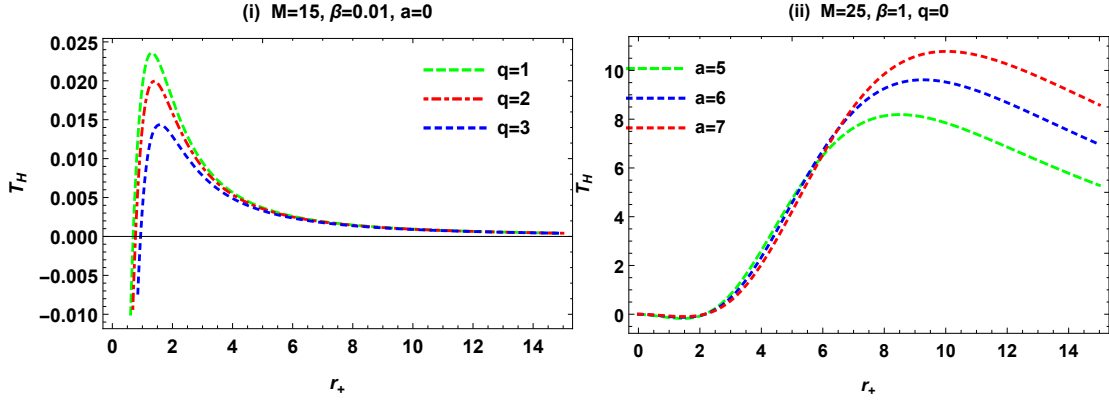 (i) M=15, β=0.01, a=0
0.025
0.020
0.015
0.010
0.005
0.000
−0.005
−0.010
T_H
q=1
q=2
q=3
0 2 4 6 8 10 12 14
r_+
(ii) M=25, β=1, q=0
10
8
6
4
2
0
T_H
a=5
a=6
a=7
0 2 4 6 8 10 12 14
r_+